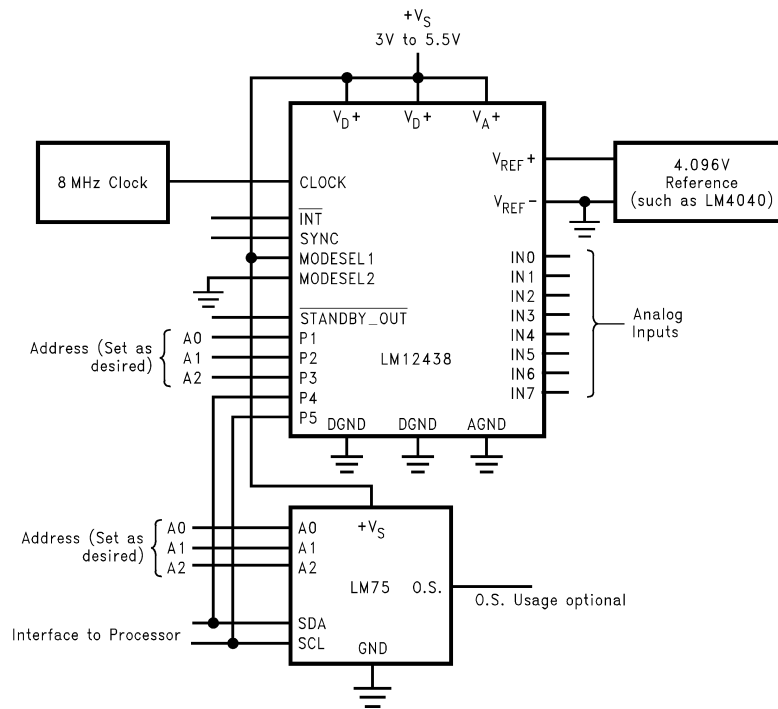 +VS
3V to 5.5V
VD+ VD+ VA+
8 MHz Clock
CLOCK
INT
SYNC
MODESEL1
MODESEL2
STANDBY_OUT
Address (Set as
desired)
A0
A1
A2
P1
P2
P3
P4
P5
LM12438
DGND DGND AGND
VREF+
VREF-
4.096V
Reference
(such as LM4040)
IN0
IN1
IN2
IN3
IN4
IN5
IN6
IN7
Analog
Inputs
Address (Set as
desired)
A0
A1
A2
+VS
A0
A1
A2
LM75
O.S.
O.S. Usage optional
Interface to Processor
SDA
SCL
GND